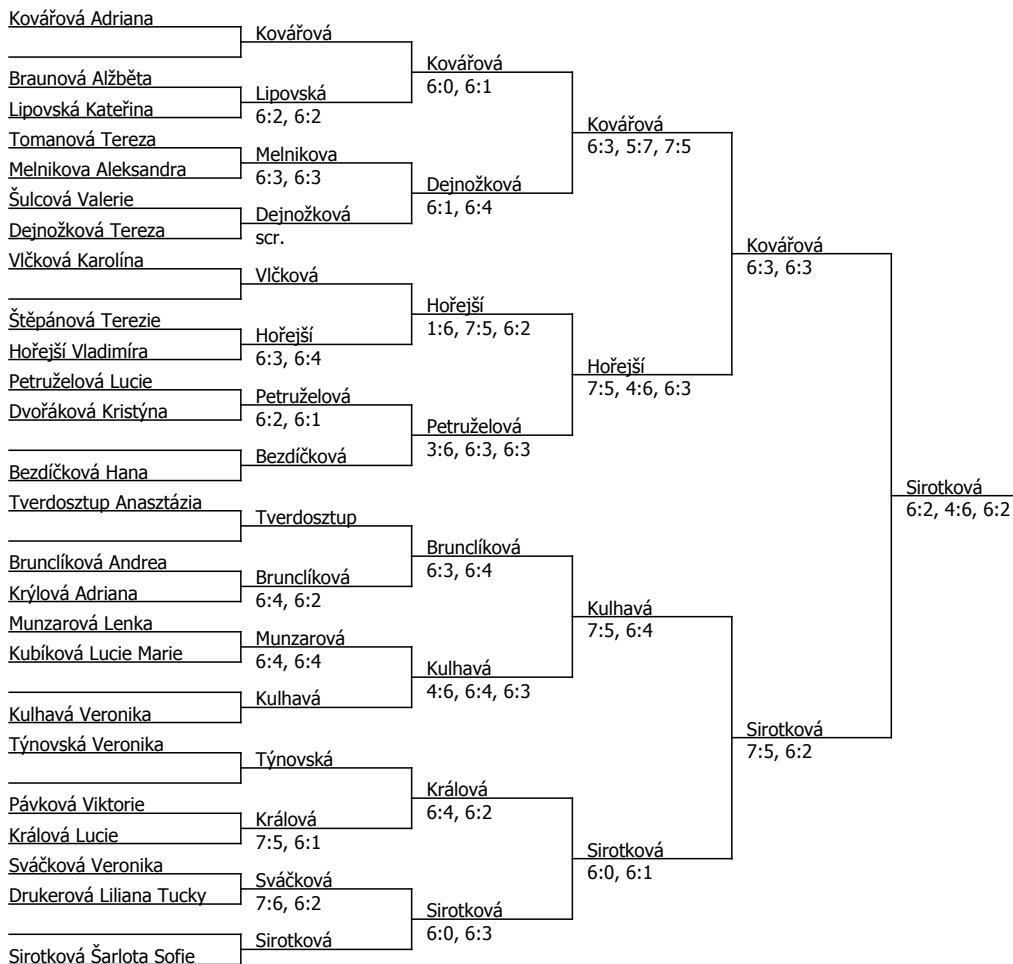 Kovářová Adriana
Braunová Alžběta
Lipovská Kateřina
Tomanová Tereza
Melnikova Aleksandra
Šulcová Valerie
Dejnožková Tereza
Vlčková Karolína
Štěpánová Terezie
Hořejší Vladimíra
Petruželová Lucie
Dvořáková Kristýna
Bezdíčková Hana
Tverdosztup Anasztázia
Brunclíková Andrea
Krýlová Adriana
Munzarová Lenka
Kubíková Lucie Marie
Kulhavá Veronika
Týnovská Veronika
Pávková Viktorie
Králová Lucie
Sváčková Veronika
Drukerová Liliana Tucky
Sirotková Šarlota Sofie
Kovářová
Lipovská
6:2, 6:2
Melnikova
6:3, 6:3
Dejnožková
scr.
Vlčková
Hořejší
6:3, 6:4
Petruželová
6:2, 6:1
Bezdíčková
Tverdosztup
Brunclíková
6:4, 6:2
Munzarová
6:4, 6:4
Kulhavá
Týnovská
Králová
7:5, 6:1
Sváčková
7:6, 6:2
Sirotková
Kovářová
6:0, 6:1
Dejnožková
6:1, 6:4
Hořejší
1:6, 7:5, 6:2
Petruželová
3:6, 6:3, 6:3
Brunclíková
6:3, 6:4
Kulhavá
4:6, 6:4, 6:3
Králová
6:4, 6:2
Sirotková
6:0, 6:3
Kovářová
6:3, 5:7, 7:5
Hořejší
7:5, 4:6, 6:3
Kulhavá
7:5, 6:4
Sirotková
6:0, 6:1
Kovářová
6:3, 6:3
Sirotková
7:5, 6:2
Sirotková
6:2, 4:6, 6:2